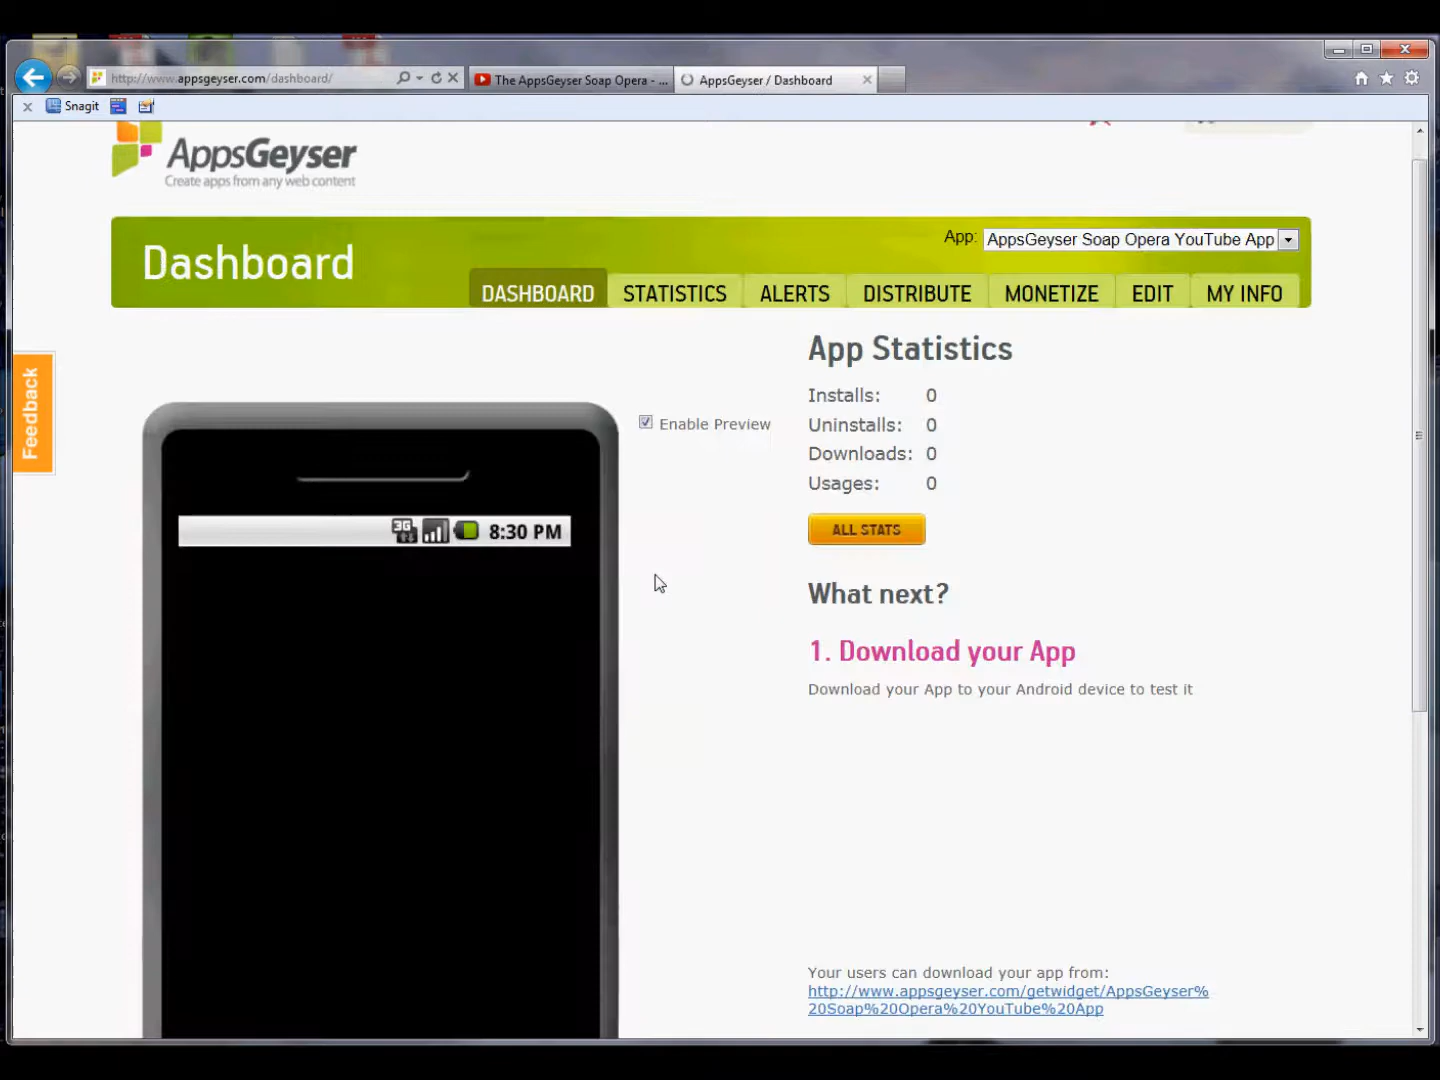 http://www.appsgeyser.com/dashboard/
The AppsGeyser Soap Opera - ...
AppsGeyser / Dashboard
Snagit
AppsGeyser
Create apps from any web content
Dashboard
App:
AppsGeyser Soap Opera YouTube App
DASHBOARD
STATISTICS
ALERTS
DISTRIBUTE
MONETIZE
EDIT
MY INFO
Feedback
App Statistics
Installs: 0
Enable Preview
Uninstalls: 0
Downloads: 0
Usages: 0
ALL STATS
3G
8:30 PM
What next?
1. Download your App
Download your App to your Android device to test it
Your users can download your app from:
http://www.appsgeyser.com/getwidget/AppsGeyser%
20Soap%20Opera%20YouTube%20App